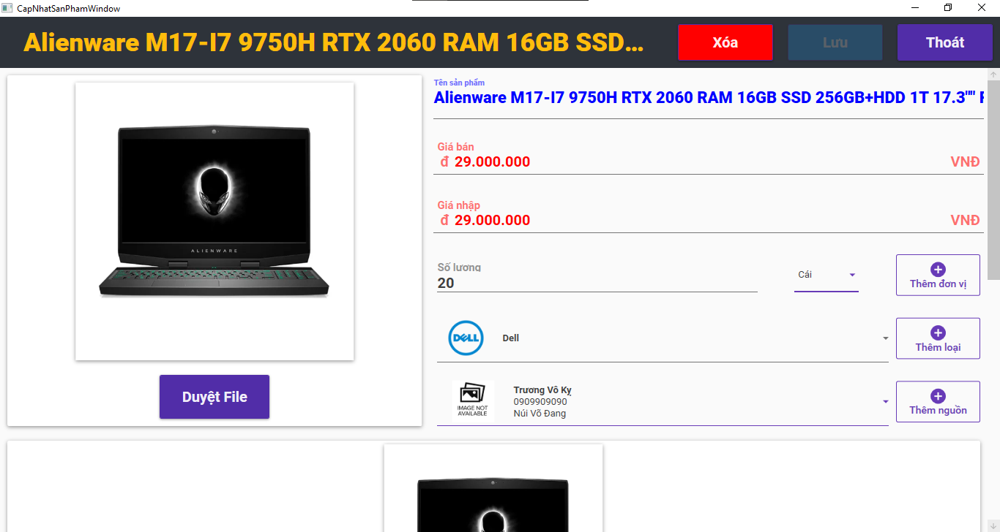 CapNhatSanPhamWindow
Alienware M17-I7 9750H RTX 2060 RAM 16GB SSD...
Xóa
Lưu
Thoát
Tên sản phẩm
Alienware M17-I7 9750H RTX 2060 RAM 16GB SSD 256GB+HDD 1T 17.3""
Giá bán
đ 29.000.000 VNĐ
Giá nhập
đ 29.000.000 VNĐ
Số lương
20
Cái
Thêm đơn vị
DELL
Dell
Thêm loại
IMAGE NOT
AVAILABLE
Trương Vô Kỵ
0909909090
Núi Võ Đang
Thêm nguồn
ALIENWARE
Duyệt File